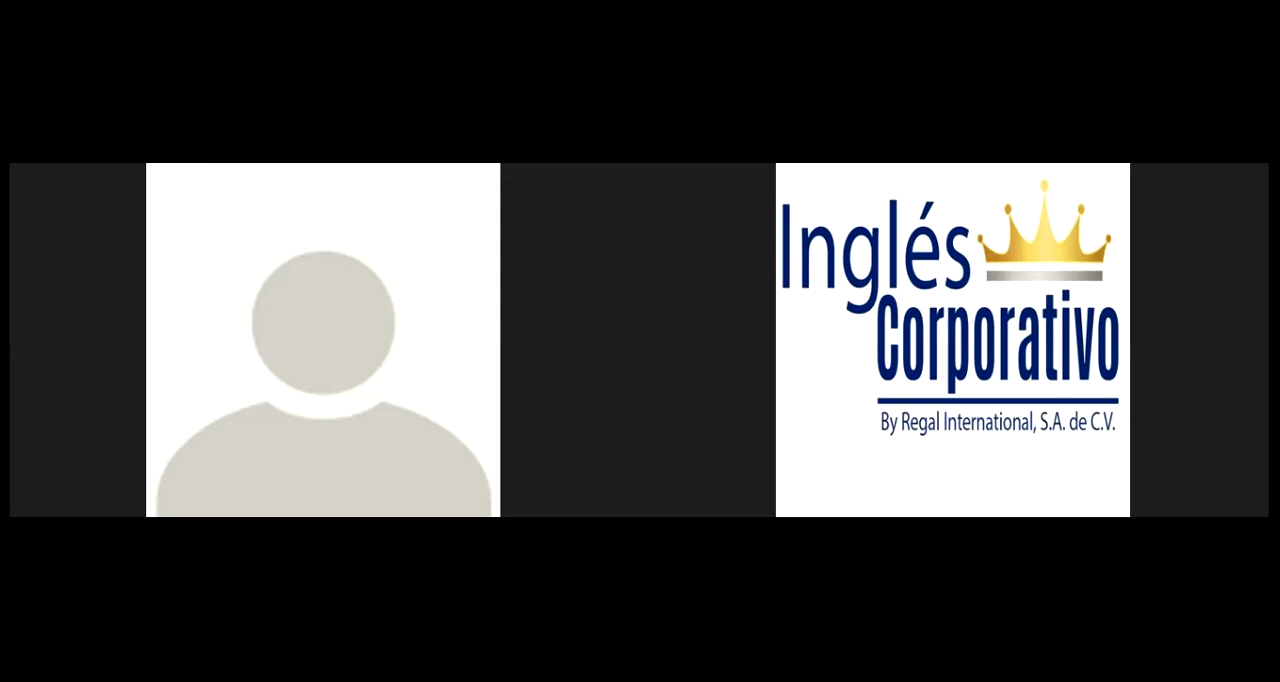 Inglés
Corporativo
By Regal International, S.A. de C.V.